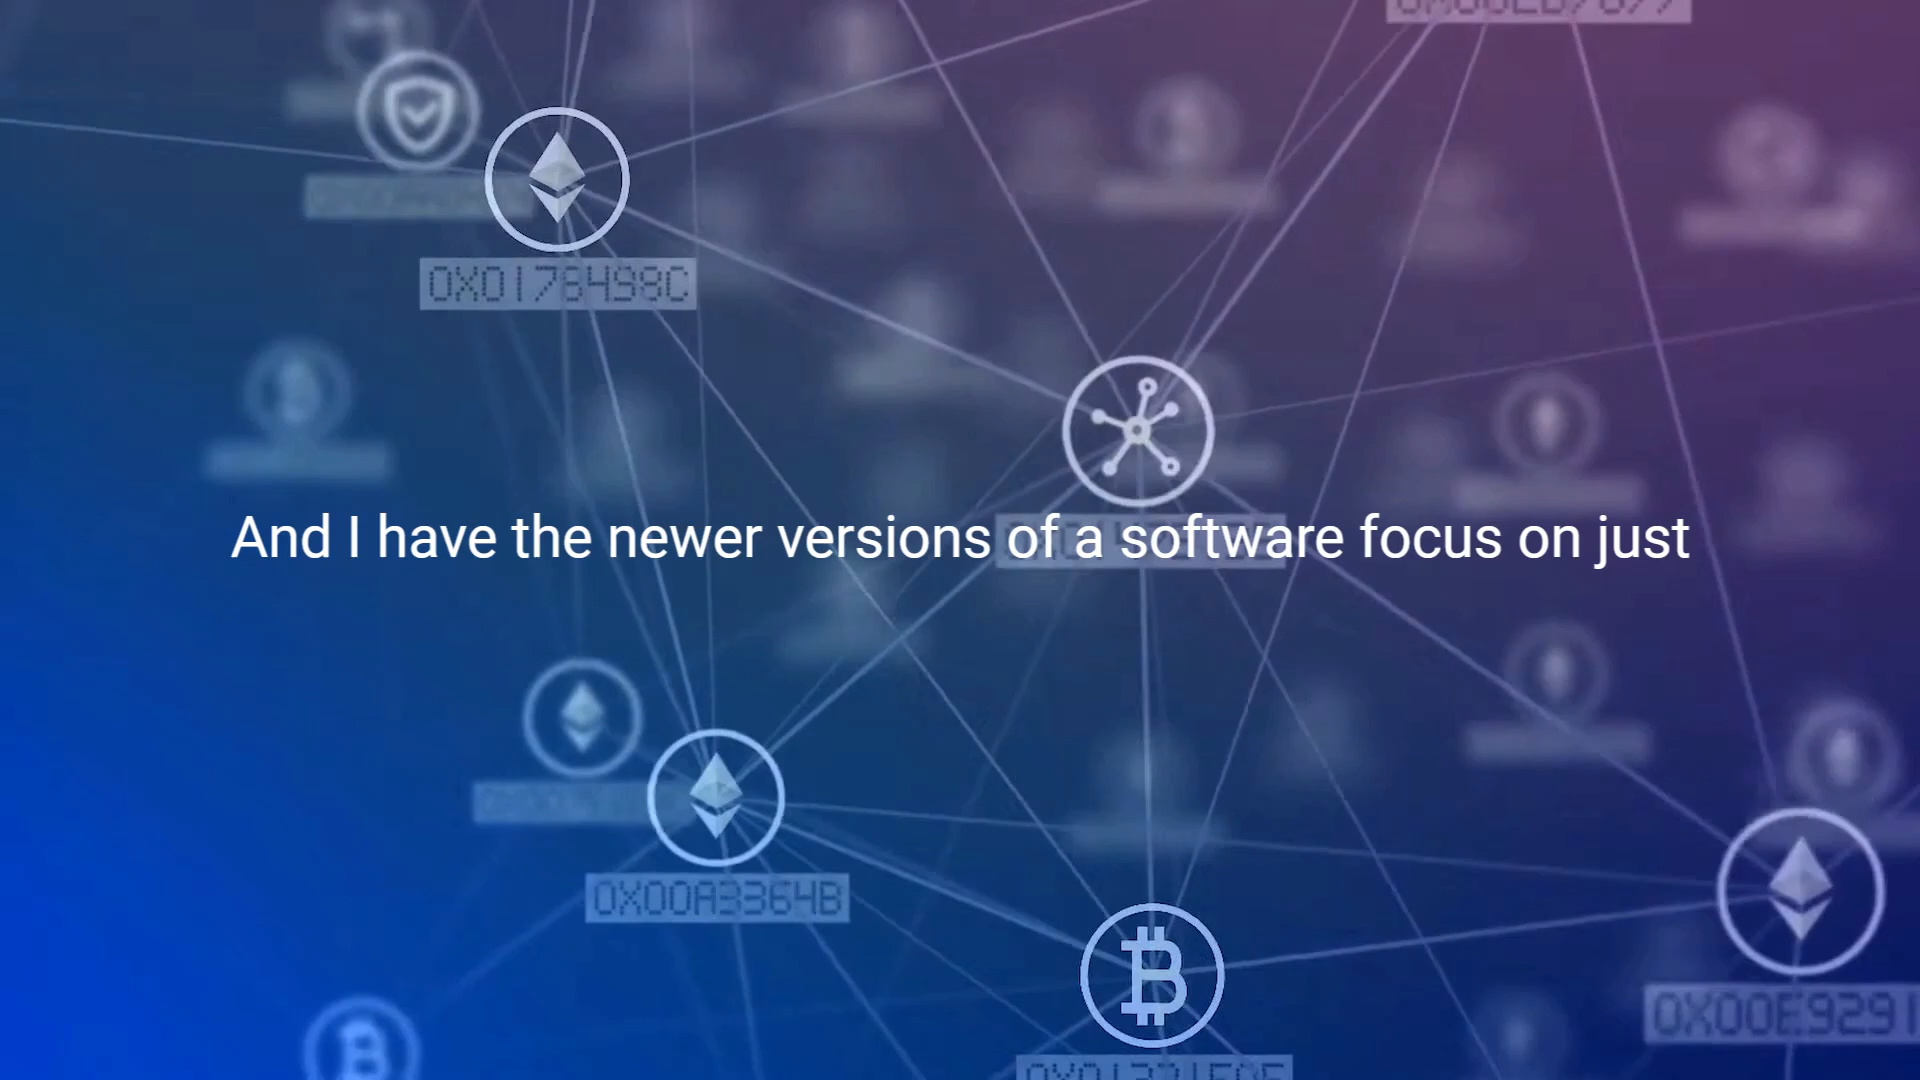 0X0176498C
And I have the newer versions of a software focus on just
0X00A3364B
0X00E9291